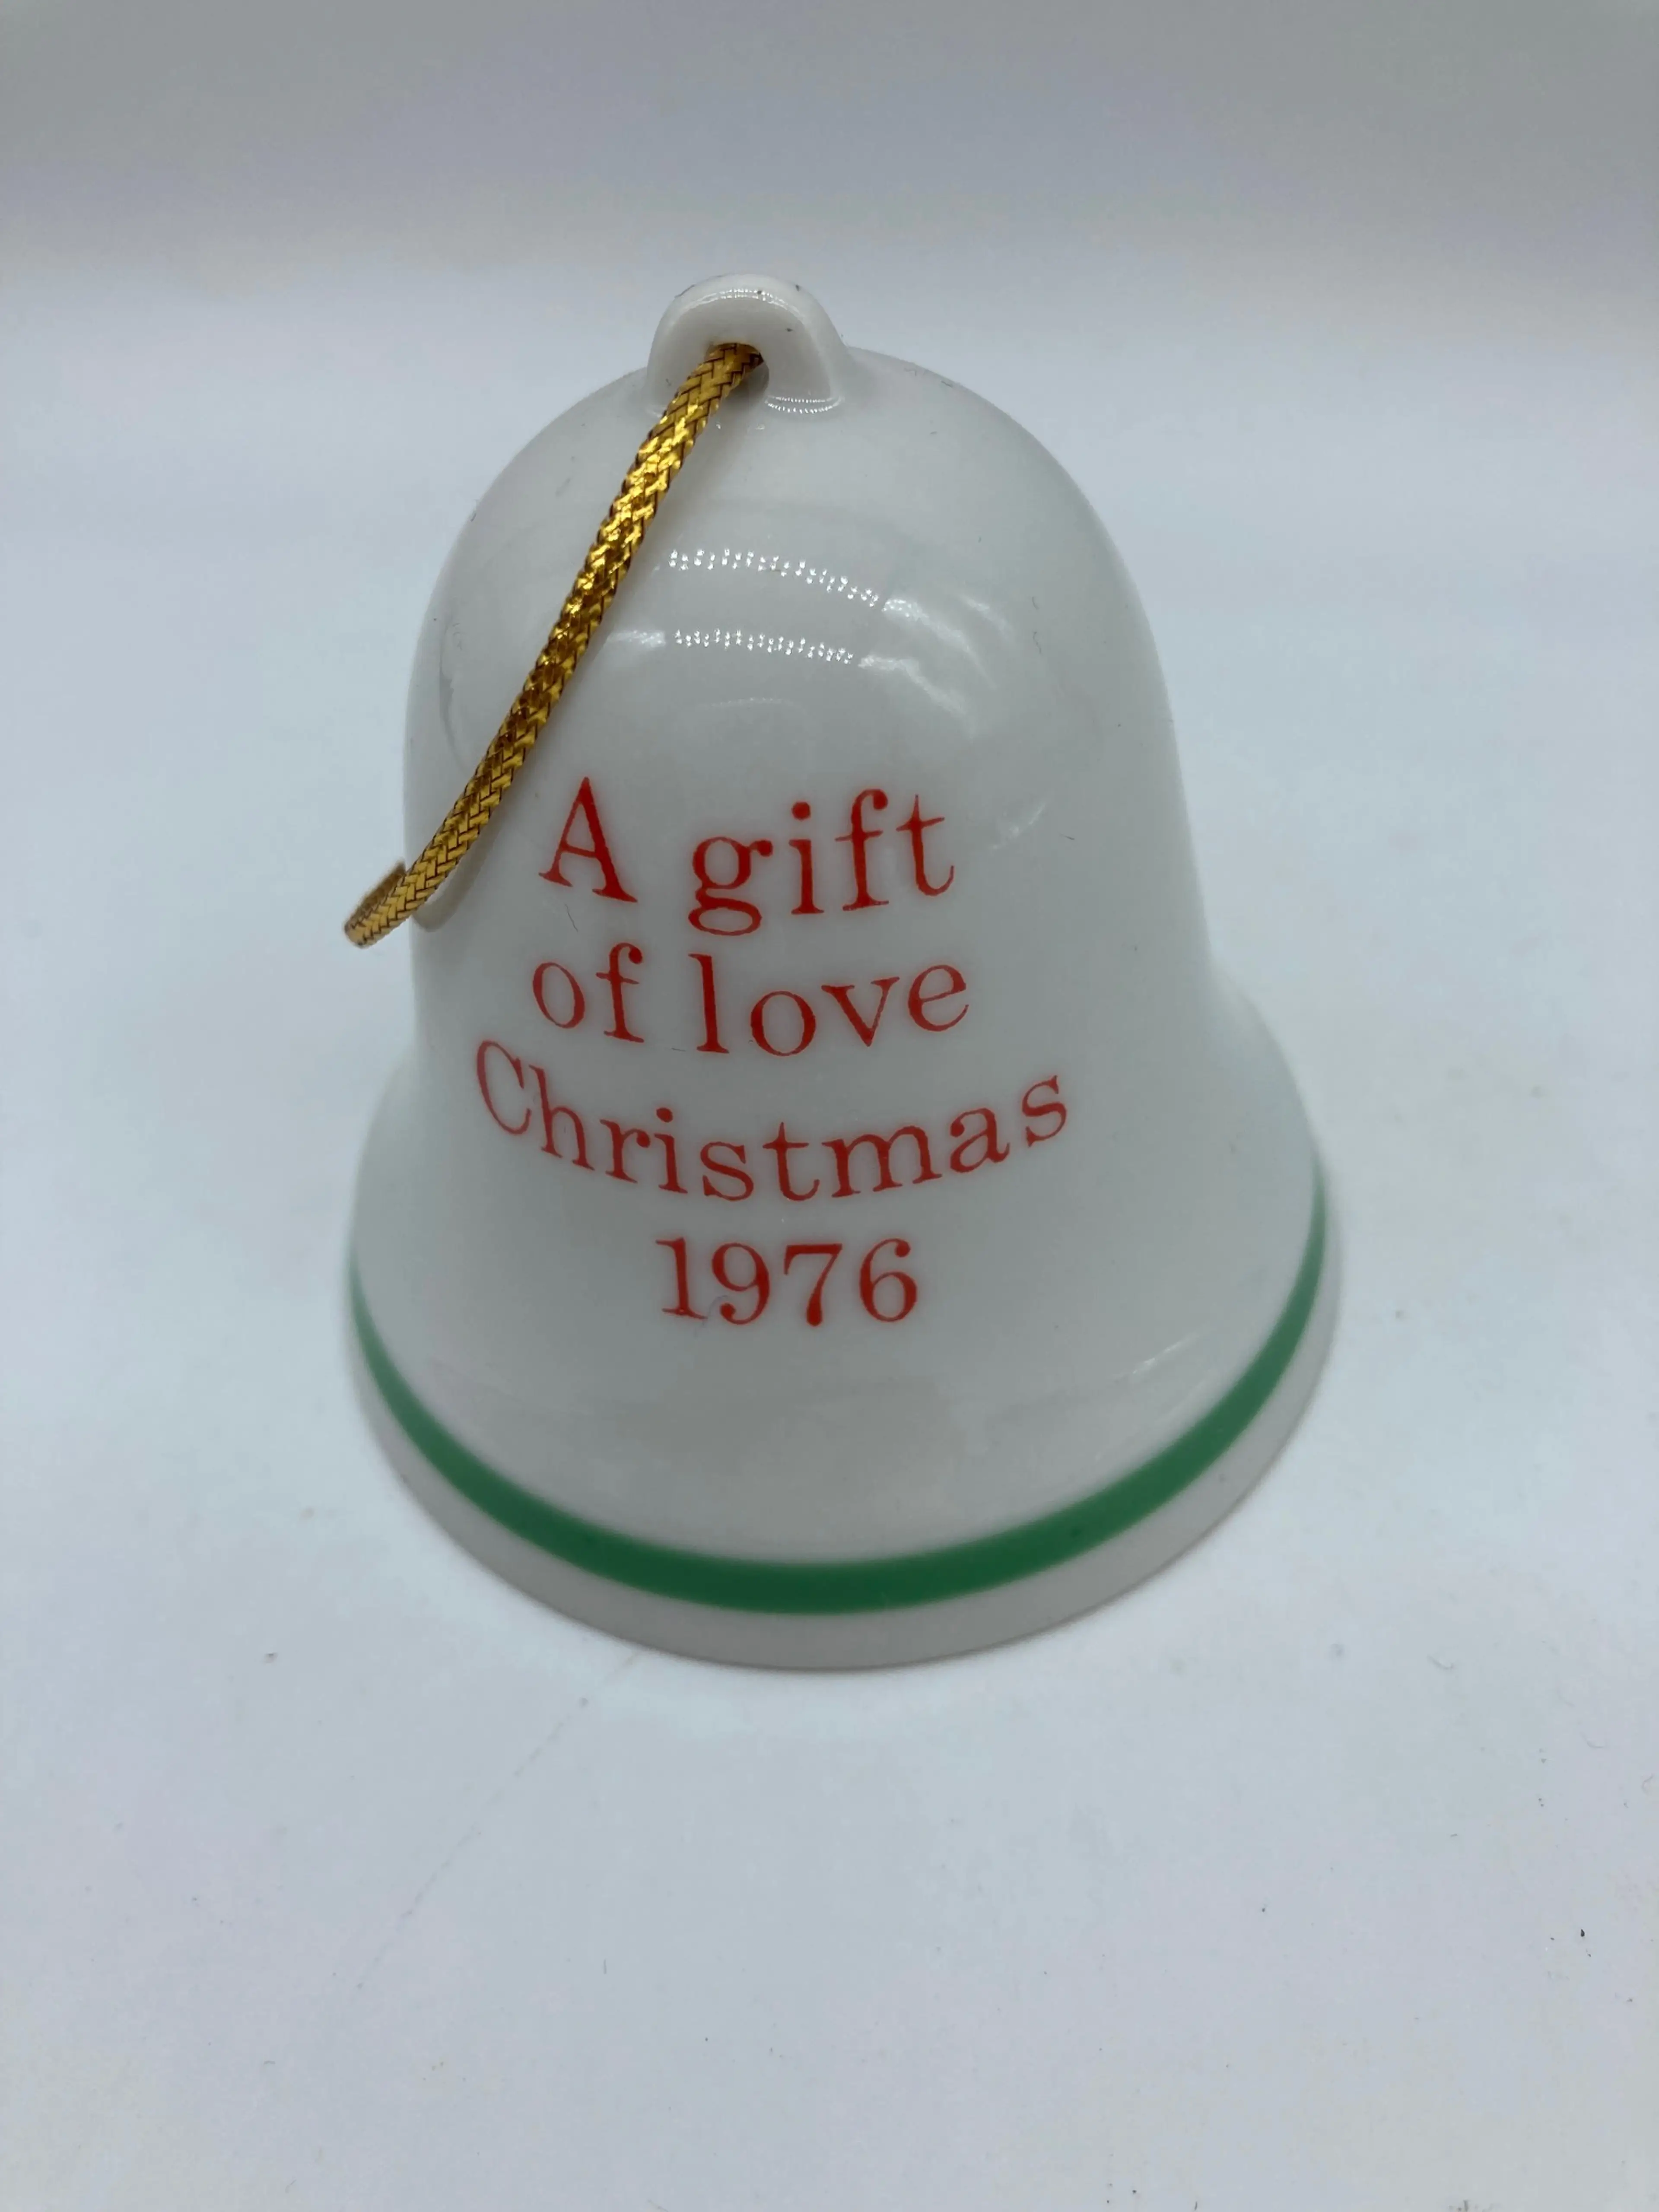 A gift
of love
Christmas
1976